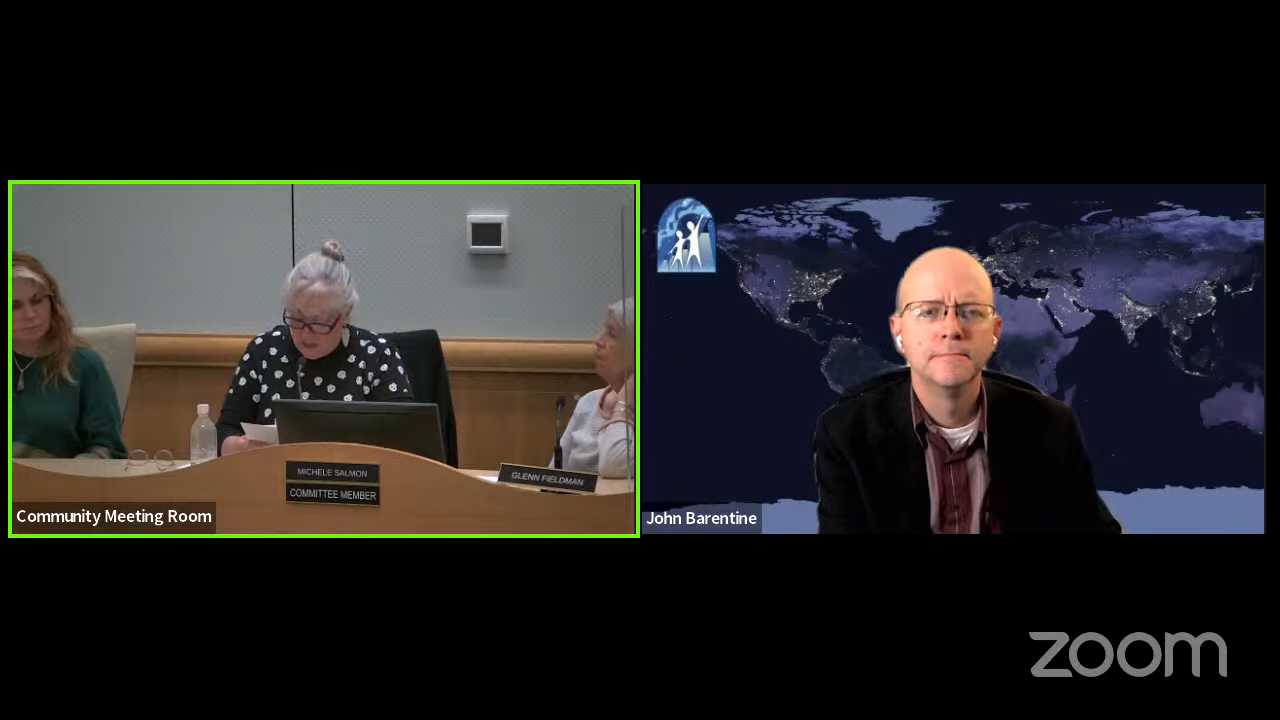 MICHELE SALMON
COMMITTEE MEMBER
GLENN FIELDMAN
Community Meeting Room
John Barentine
zoom